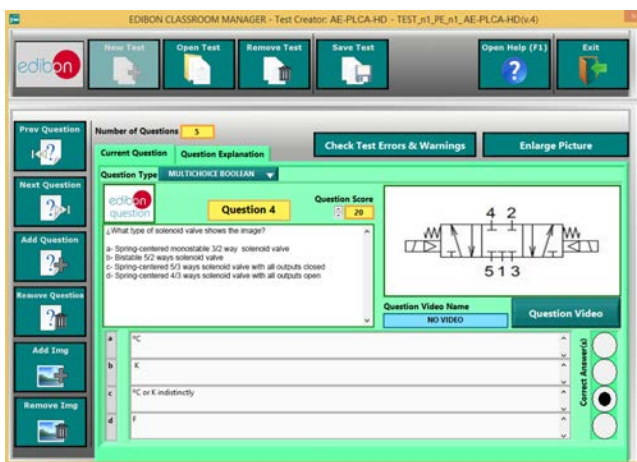 EDIBON CLASSROOM MANAGER - Test Creator: AE-PLCA-HD - TEST_n1_PE_n1_AE-PLCA-HD(v.4)
edibon
New Test
Open Test
Remove Test
Save Test
Open Help (F1)
Exit
Prev Question
Next Question
Add Question
Remove Question
Add Img
Remove Img
Number of Questions 5
Check Test Errors & Warnings
Enlarge Picture
Current Question
Question Explanation
Question Type MULTICHOICE BOOLEAN
edibon
question
Question 4
Question Score
20
¿What type of solenoid valve shows the image?
a- Spring-centered monostable 3/2 way solenoid valve
b- Bistable 5/2 ways solenoid valve
c- Spring-centered 5/3 ways solenoid valve with all outputs closed
d- Spring-centered 4/3 ways solenoid valve with all outputs open
4 2
5 1 3
Question Video Name
NO VIDEO
Question Video
a ºC
b K
c ºC or K indistinctly
d F
Correct Answer(s)